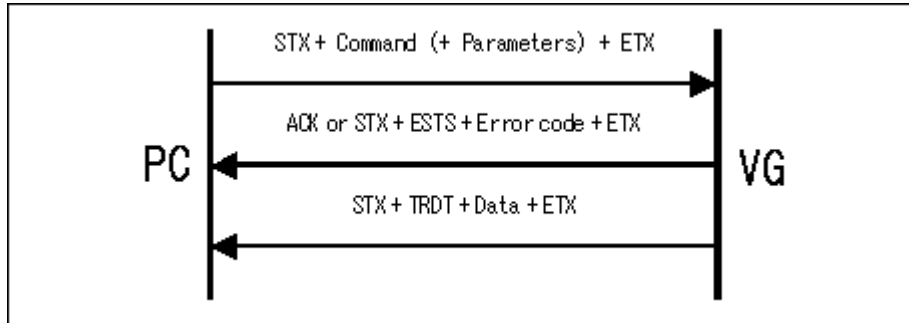 STX + Command (+ Parameters) + ETX
ACK or STX + ESTS + Error code + ETX
PC
VG
STX + TRDT + Data + ETX